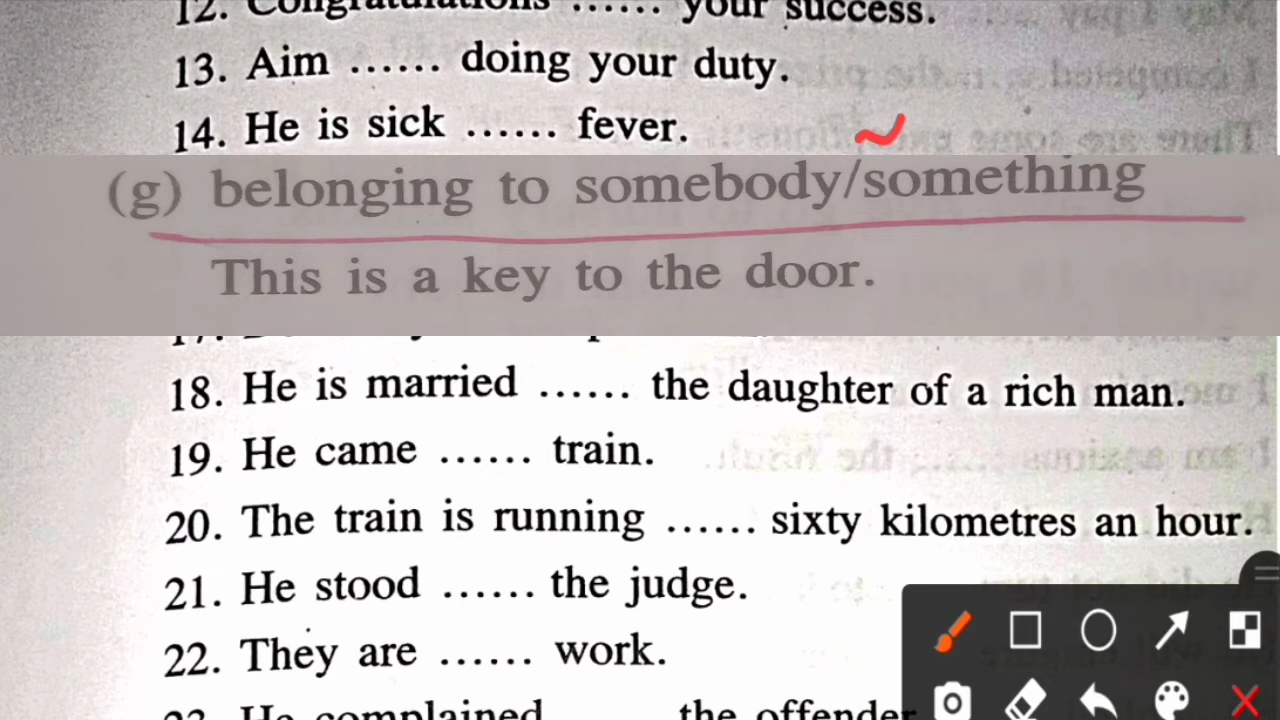 12. Congratulations ...... your success.
13. Aim ...... doing your duty.
14. He is sick ...... fever.
(g) belonging to somebody/something
This is a key to the door.
18. He is married ...... the daughter of a rich man.
19. He came ...... train.
20. The train is running ...... sixty kilometres an hour.
21. He stood ...... the judge.
22. They are ...... work.
23. He complained ...... the offender